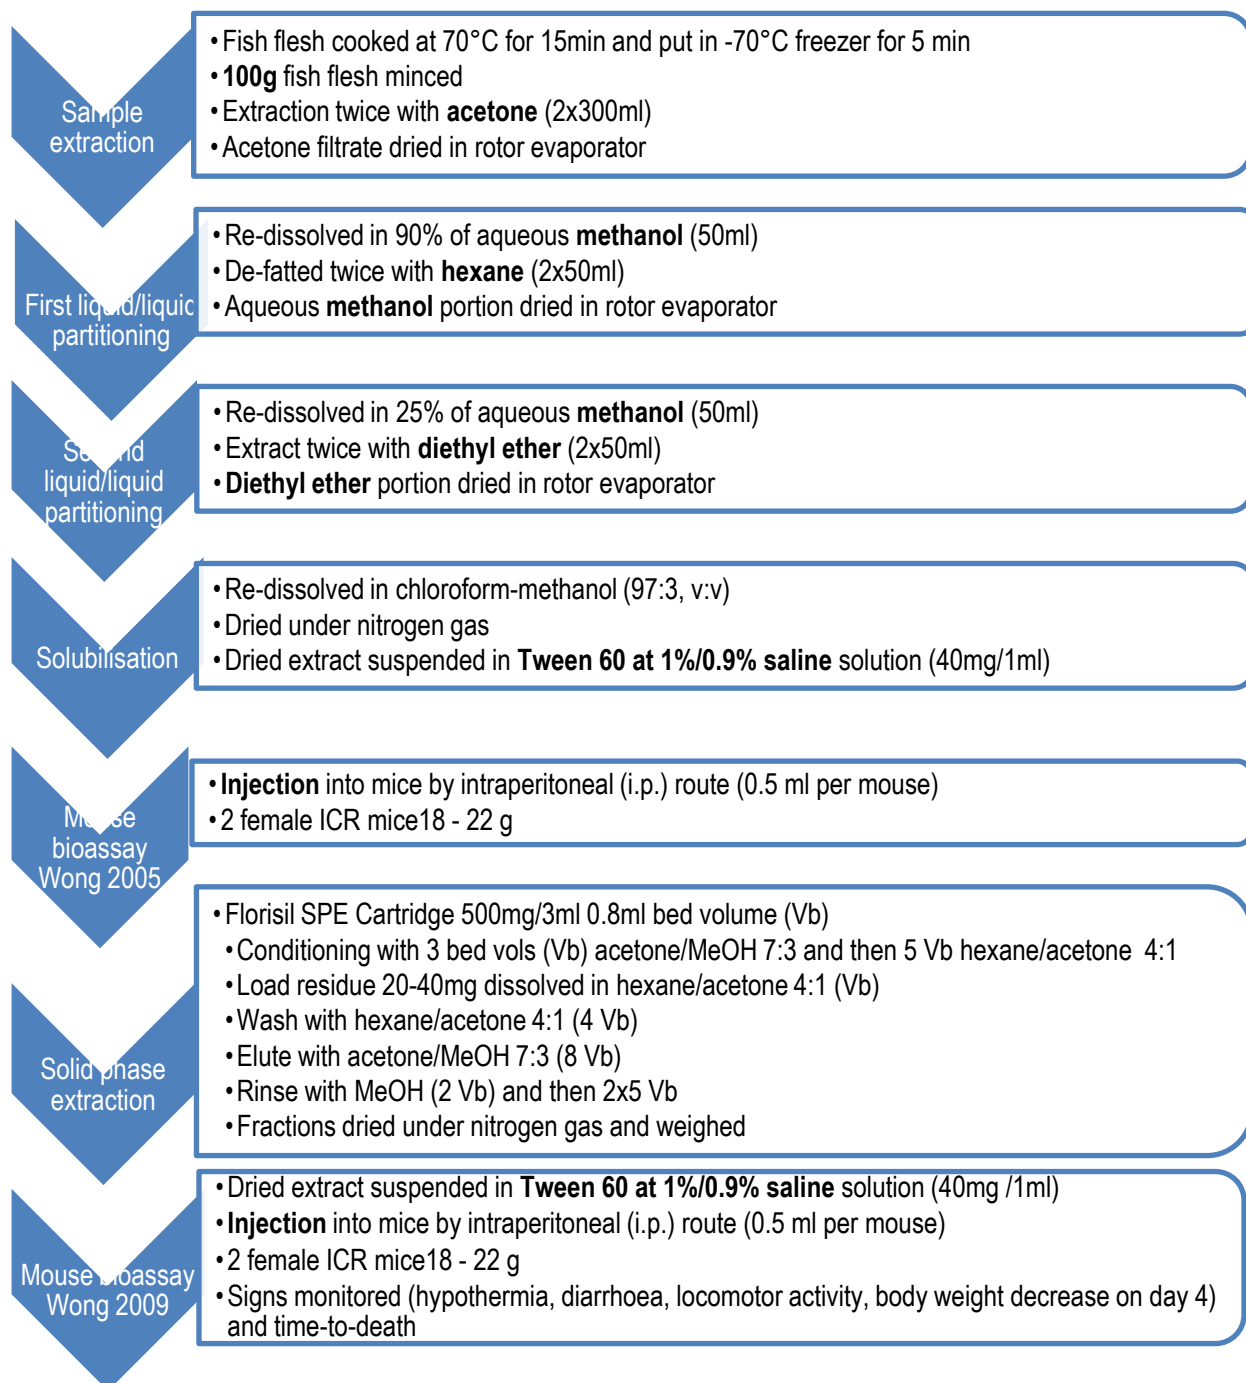 Sample
extraction
• Fish flesh cooked at 70°C for 15min and put in -70°C freezer for 5 min
• 100g fish flesh minced
• Extraction twice with acetone (2x300ml)
• Acetone filtrate dried in rotor evaporator
First liquid/liquid
partitioning
• Re-dissolved in 90% of aqueous methanol (50ml)
• De-fatted twice with hexane (2x50ml)
• Aqueous methanol portion dried in rotor evaporator
Second
liquid/liquid
partitioning
• Re-dissolved in 25% of aqueous methanol (50ml)
• Extract twice with diethyl ether (2x50ml)
• Diethyl ether portion dried in rotor evaporator
Solubilisation
• Re-dissolved in chloroform-methanol (97:3, v:v)
• Dried under nitrogen gas
• Dried extract suspended in Tween 60 at 1%/0.9% saline solution (40mg/1ml)
Mouse
bioassay
Wong 2005
• Injection into mice by intraperitoneal (i.p.) route (0.5 ml per mouse)
• 2 female ICR mice18 - 22 g
Solid phase
extraction
• Florisil SPE Cartridge 500mg/3ml 0.8ml bed volume (Vb)
• Conditioning with 3 bed vols (Vb) acetone/MeOH 7:3 and then 5 Vb hexane/acetone 4:1
• Load residue 20-40mg dissolved in hexane/acetone 4:1 (Vb)
• Wash with hexane/acetone 4:1 (4 Vb)
• Elute with acetone/MeOH 7:3 (8 Vb)
• Rinse with MeOH (2 Vb) and then 2x5 Vb
• Fractions dried under nitrogen gas and weighed
Mouse bioassay
Wong 2009
• Dried extract suspended in Tween 60 at 1%/0.9% saline solution (40mg /1ml)
• Injection into mice by intraperitoneal (i.p.) route (0.5 ml per mouse)
• 2 female ICR mice18 - 22 g
• Signs monitored (hypothermia, diarrhoea, locomotor activity, body weight decrease on day 4)
and time-to-death